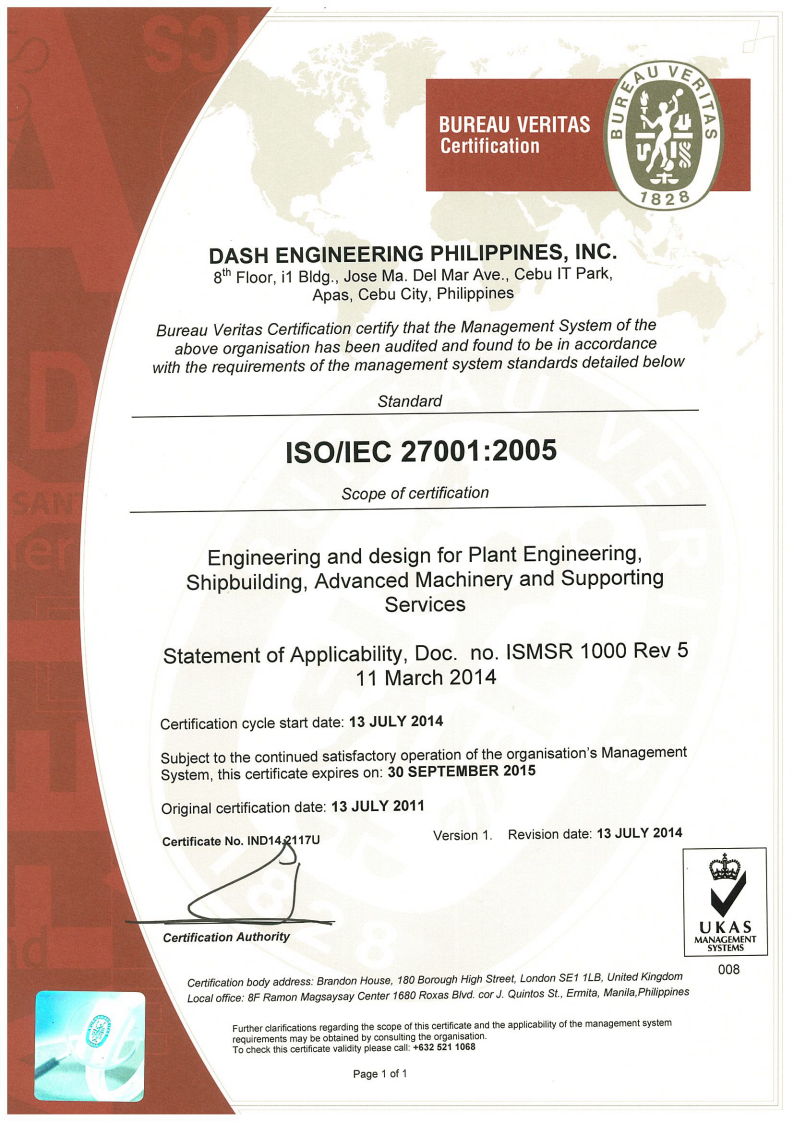 BUREAU VERITAS
Certification
BUREAU VERITAS
1828
DASH ENGINEERING PHILIPPINES, INC.
8th Floor, i1 Bldg., Jose Ma. Del Mar Ave., Cebu IT Park,
Apas, Cebu City, Philippines
Bureau Veritas Certification certify that the Management System of the
above organisation has been audited and found to be in accordance
with the requirements of the management system standards detailed below
Standard
ISO/IEC 27001:2005
Scope of certification
Engineering and design for Plant Engineering,
Shipbuilding, Advanced Machinery and Supporting
Services
Statement of Applicability, Doc. no. ISMSR 1000 Rev 5
11 March 2014
Certification cycle start date: 13 JULY 2014
Subject to the continued satisfactory operation of the organisation's Management
System, this certificate expires on: 30 SEPTEMBER 2015
Original certification date: 13 JULY 2011
Certificate No. IND14.2117U Version 1. Revision date: 13 JULY 2014
Certification Authority
UKAS
MANAGEMENT
SYSTEMS
008
Certification body address: Brandon House, 180 Borough High Street, London SE1 1LB, United Kingdom
Local office: 8F Ramon Magsaysay Center 1680 Roxas Blvd. cor J. Quintos St., Ermita, Manila,Philippines
Further clarifications regarding the scope of this certificate and the applicability of the management system
requirements may be obtained by consulting the organisation.
To check this certificate validity please call: +632 521 1068
Page 1 of 1